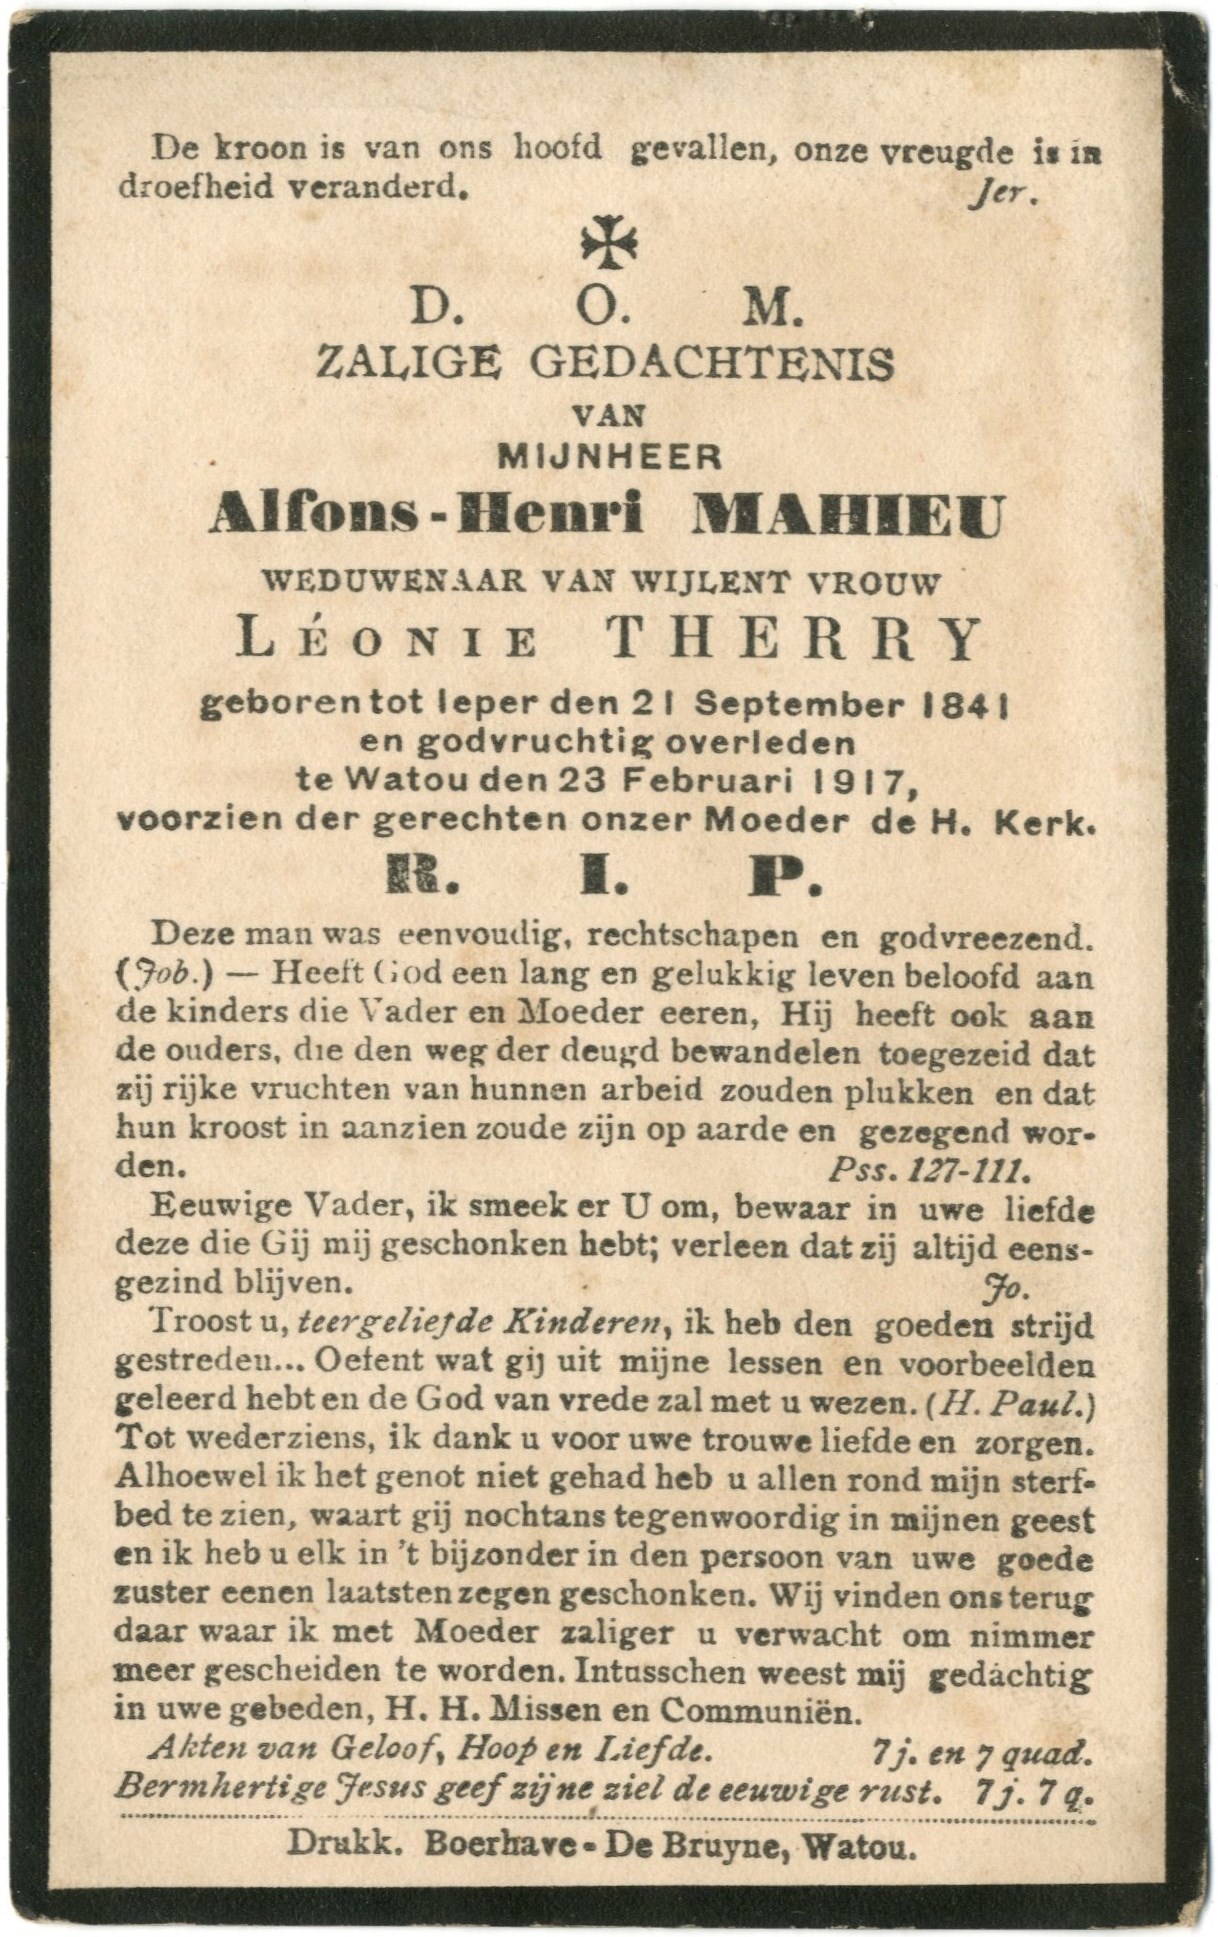 De kroon is van ons hoofd gevallen, onze vreugde is in
droefheid veranderd. Jer.
D. O. M.
ZALIGE GEDACHTENIS
VAN
MIJNHEER
Alfons-Henri MAHIEU
WEDUWENAAR VAN WIJLENT VROUW
LÉONIE THERRY
geboren tot Ieper den 21 September 1841
en godvruchtig overleden
te Watou den 23 Februari 1917,
voorzien der gerechten onzer Moeder de H. Kerk.
R. I. P.
Deze man was eenvoudig, rechtschapen en godvreezend.
(Job.) — Heeft God een lang en gelukkig leven beloofd aan
de kinders die Vader en Moeder eeren, Hij heeft ook aan
de ouders, die den weg der deugd bewandelen toegezeid dat
zij rijke vruchten van hunnen arbeid zouden plukken en dat
hun kroost in aanzien zoude zijn op aarde en gezegend wor-
den. Pss. 127-111.
Eeuwige Vader, ik smeek er U om, bewaar in uwe liefde
deze die Gij mij geschonken hebt; verleen dat zij altijd eens-
gezind blijven. Jo.
Troost u, teergeliefde Kinderen, ik heb den goeden strijd
gestreden... Oefent wat gij uit mijne lessen en voorbeelden
geleerd hebt en de God van vrede zal met u wezen. (H. Paul.)
Tot wederziens, ik dank u voor uwe trouwe liefde en zorgen.
Alhoewel ik het genot niet gehad heb u allen rond mijn sterf-
bed te zien, waart gij nochtans tegenwoordig in mijnen geest
en ik heb u elk in 't bijzonder in den persoon van uwe goede
zuster eenen laatsten zegen geschonken. Wij vinden ons terug
daar waar ik met Moeder zaliger u verwacht om nimmer
meer gescheiden te worden. Intusschen weest mij gedachtig
in uwe gebeden, H. H. Missen en Communiën.
Akten van Geloof, Hoop en Liefde. 7 j. en 7 quad.
Bermhertige Jesus geef zijne ziel de eeuwige rust. 7 j. 7 q.
Drukk. Boerhave-De Bruyne, Watou.